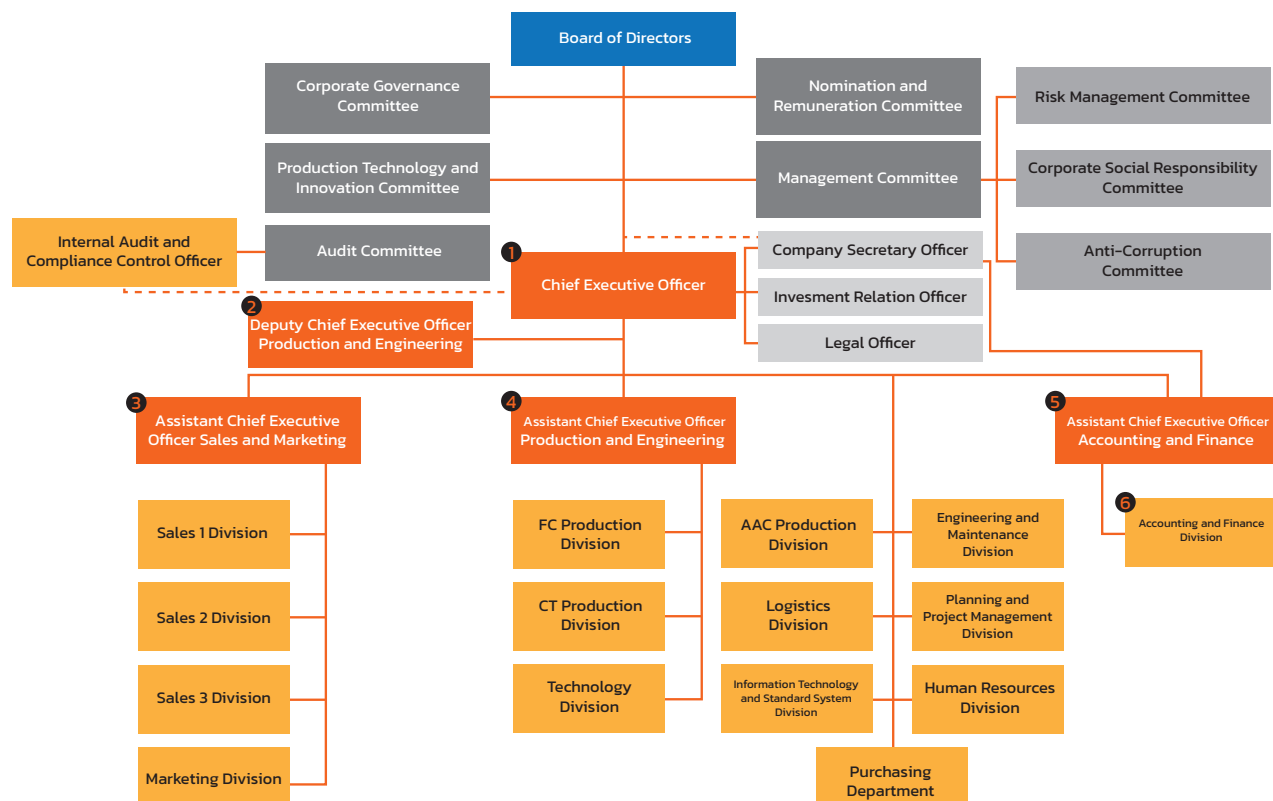 Board of Directors
Corporate Governance
Committee
Nomination and
Remuneration Committee
Risk Management Committee
Production Technology and
Innovation Committee
Management Committee
Corporate Social Responsibility
Committee
Internal Audit and
Compliance Control Officer
Audit Committee
Company Secretary Officer
Anti-Corruption
Committee
1
Chief Executive Officer
Invesment Relation Officer
Legal Officer
2
Deputy Chief Executive Officer
Production and Engineering
3
Assistant Chief Executive
Officer Sales and Marketing
4
Assistant Chief Executive Officer
Production and Engineering
5
Assistant Chief Executive Officer
Accounting and Finance
Sales 1 Division
Sales 2 Division
Sales 3 Division
Marketing Division
FC Production
Division
CT Production
Division
Technology
Division
AAC Production
Division
Engineering and
Maintenance
Division
Logistics
Division
Planning and
Project Management
Division
Information Technology
and Standard System
Division
Human Resources
Division
Purchasing
Department
6
Accounting and Finance
Division